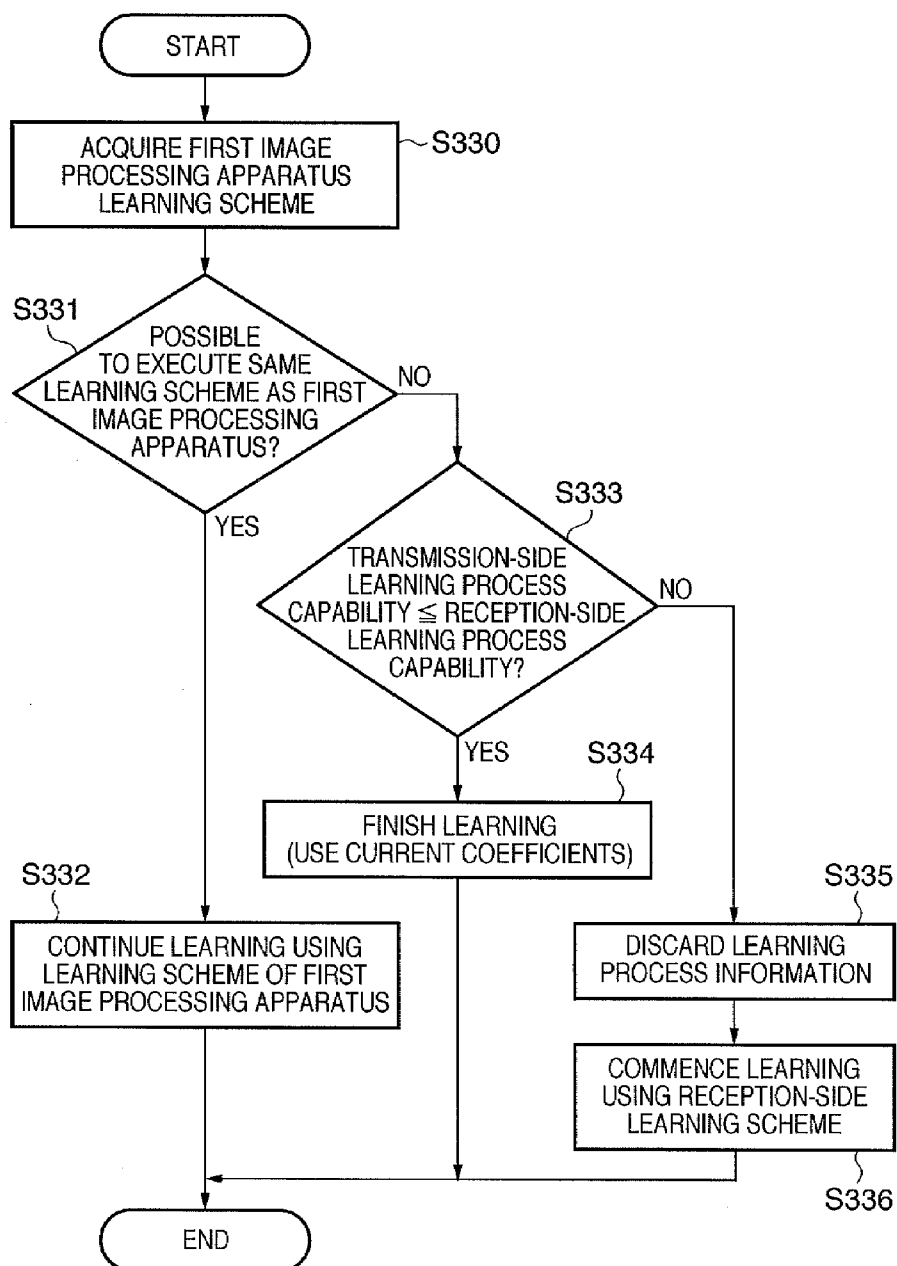 START
ACQUIRE FIRST IMAGE
PROCESSING APPARATUS
LEARNING SCHEME
S330
S331
POSSIBLE
TO EXECUTE SAME
LEARNING SCHEME AS FIRST
IMAGE PROCESSING
APPARATUS?
NO
YES
S333
TRANSMISSION-SIDE
LEARNING PROCESS
CAPABILITY ≦ RECEPTION-SIDE
LEARNING PROCESS
CAPABILITY?
NO
YES
S334
FINISH LEARNING
(USE CURRENT COEFFICIENTS)
S332
CONTINUE LEARNING USING
LEARNING SCHEME OF FIRST
IMAGE PROCESSING APPARATUS
S335
DISCARD LEARNING
PROCESS INFORMATION
COMMENCE LEARNING
USING RECEPTION-SIDE
LEARNING SCHEME
S336
END